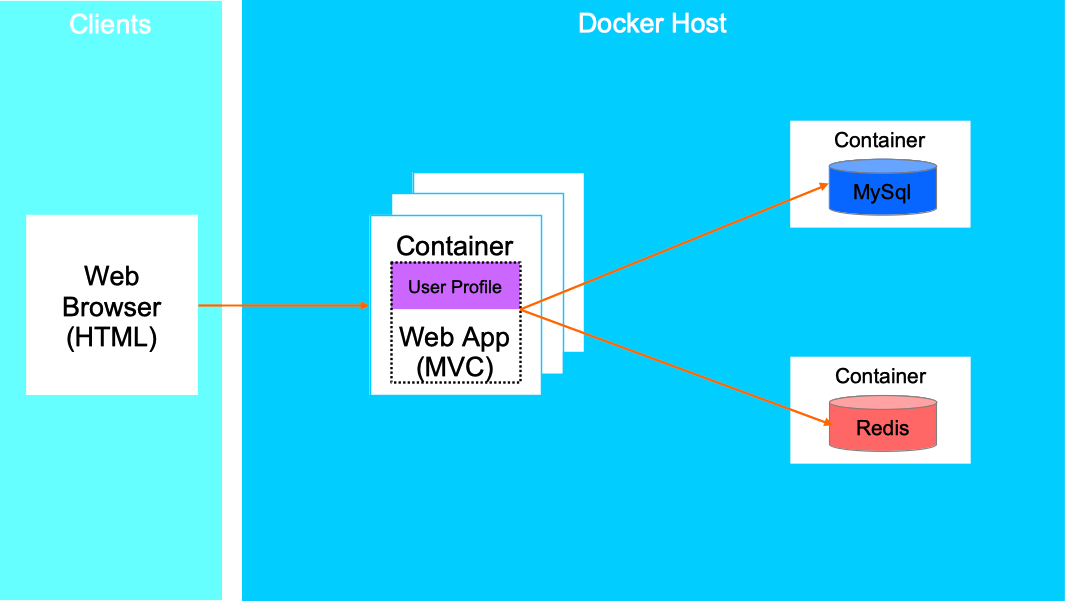 Clients
Docker Host
Web
Browser
(HTML)
Container
User Profile
Web App
(MVC)
Container
MySql
Container
Redis